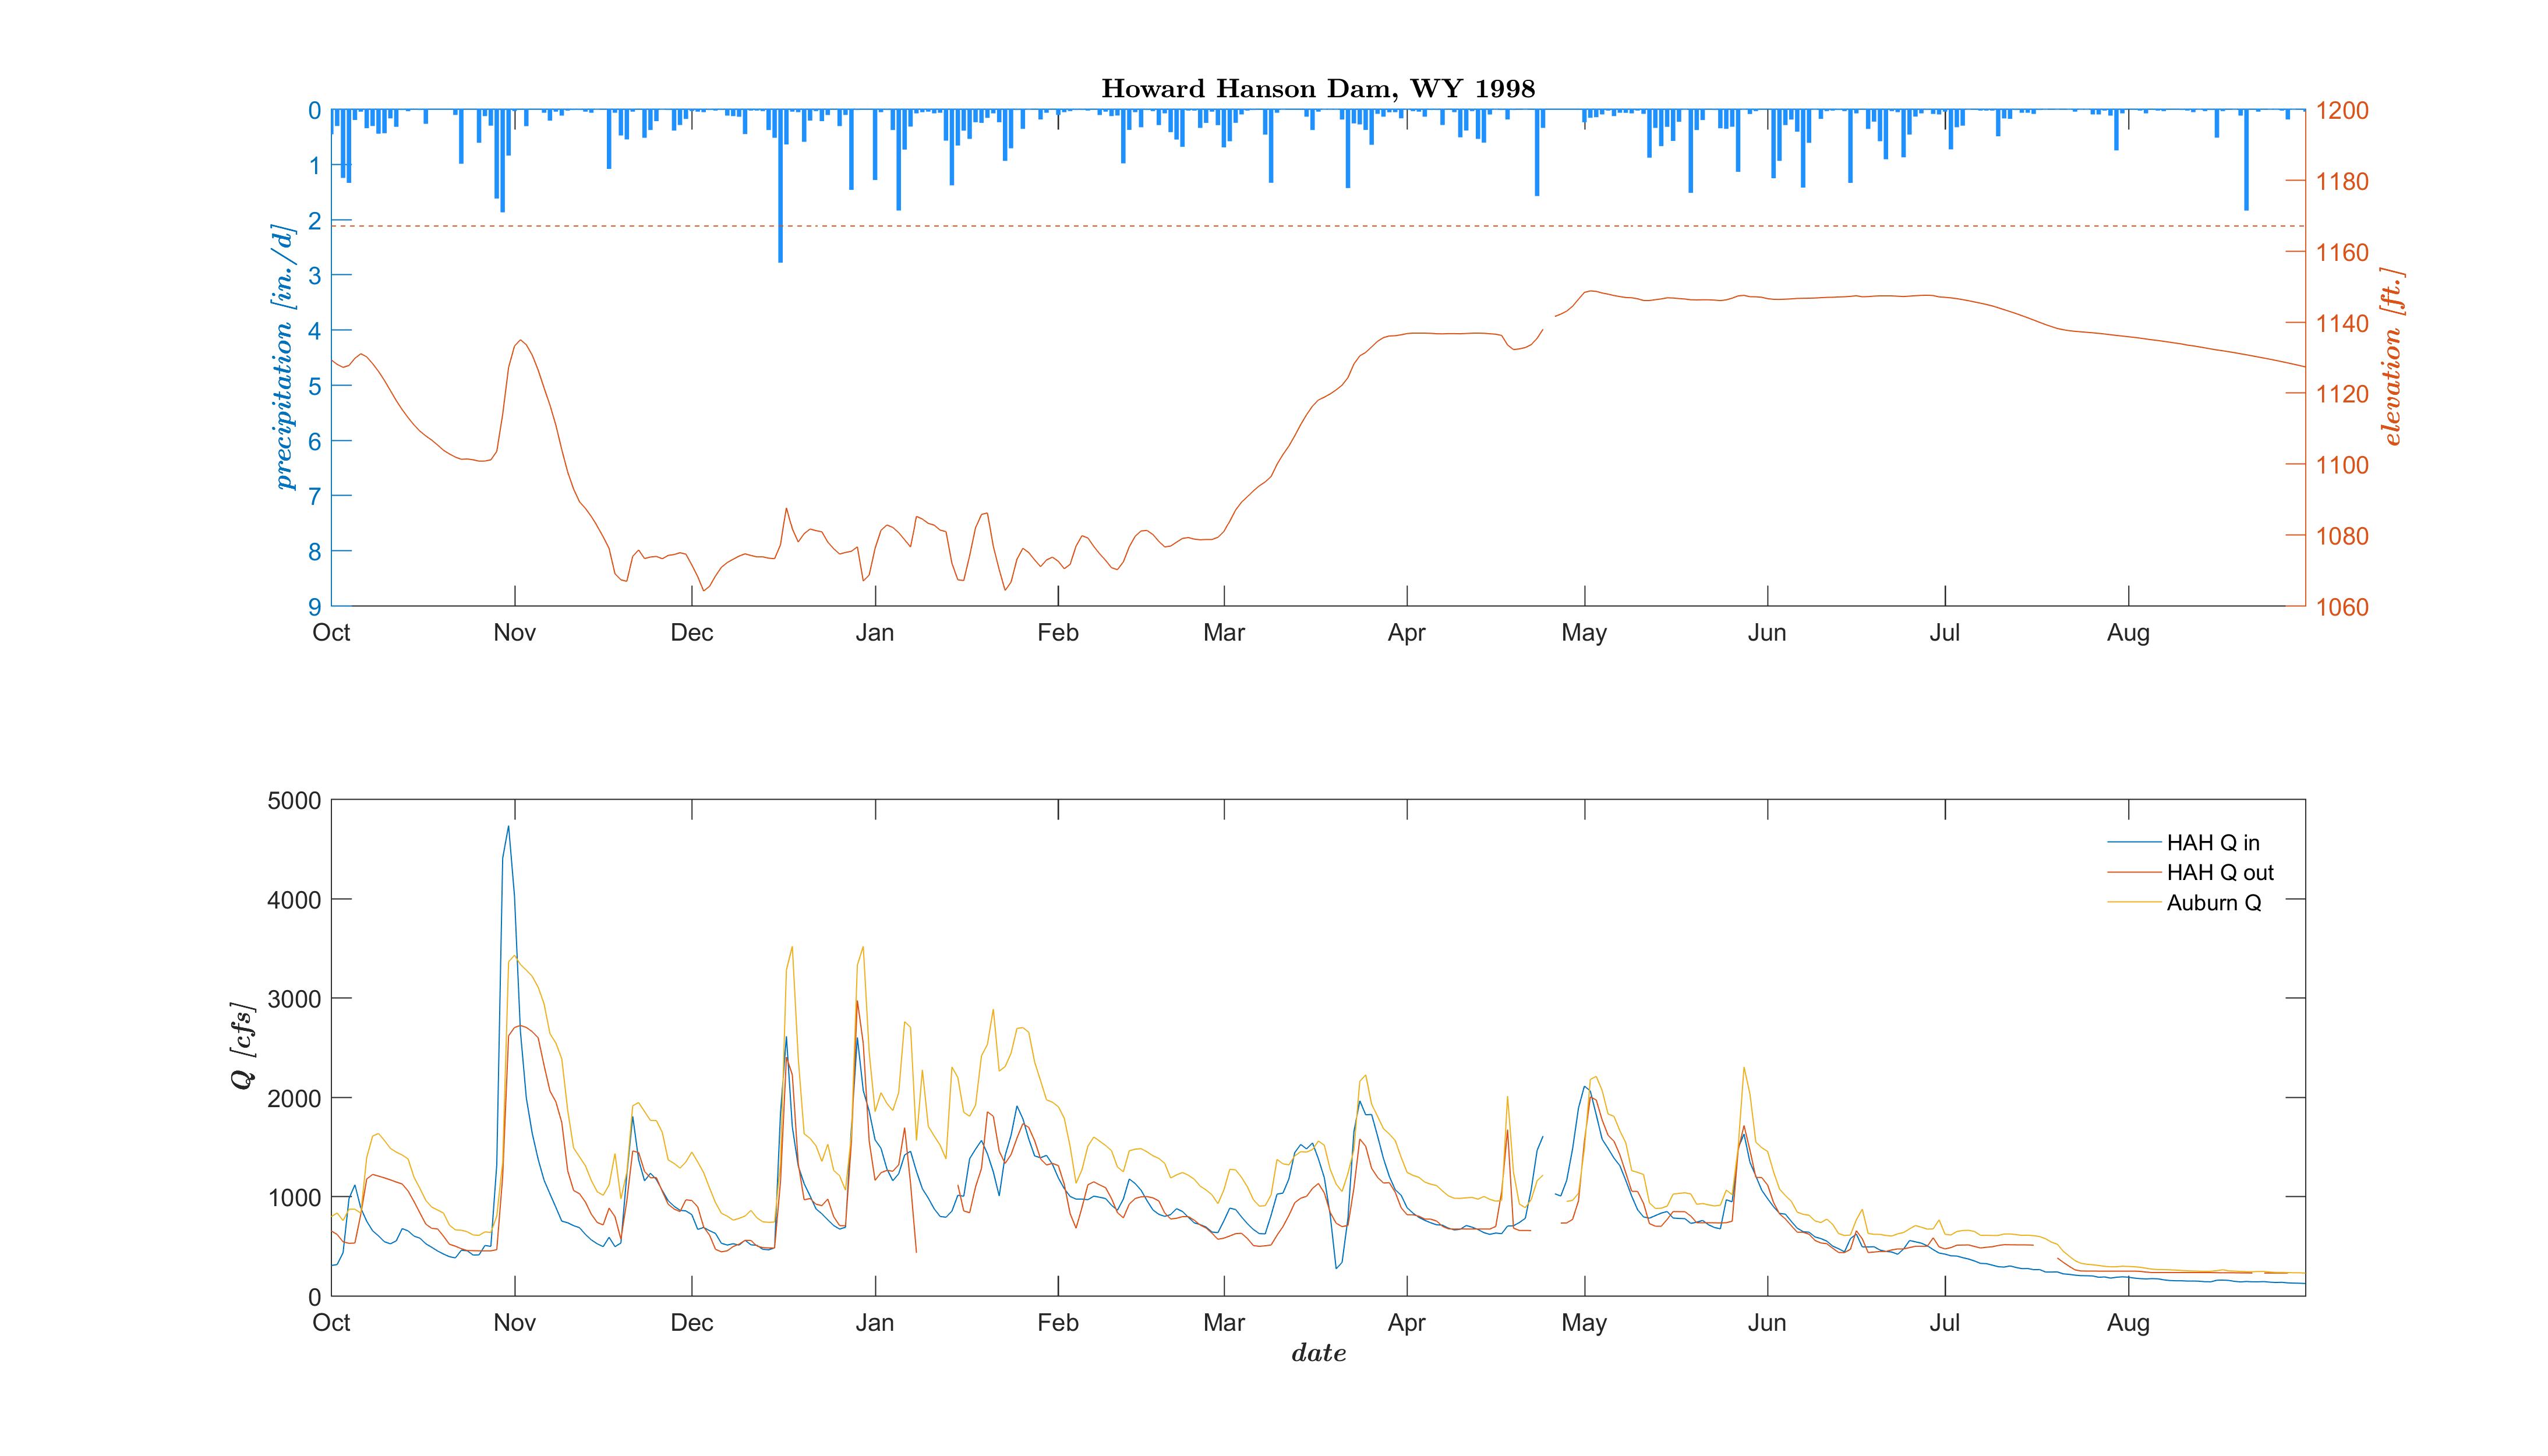 Howard Hanson Dam, WY 1998
0
1
2
3
4
5
6
7
8
9
precipitation [in./d]
1200
1180
1160
1140
1120
1100
1080
1060
elevation [ft.]
Oct Nov Dec Jan Feb Mar Apr May Jun Jul Aug
5000
4000
3000
2000
1000
0
Q [cfs]
HAH Q in
HAH Q out
Auburn Q
Oct Nov Dec Jan Feb Mar Apr May Jun Jul Aug
date